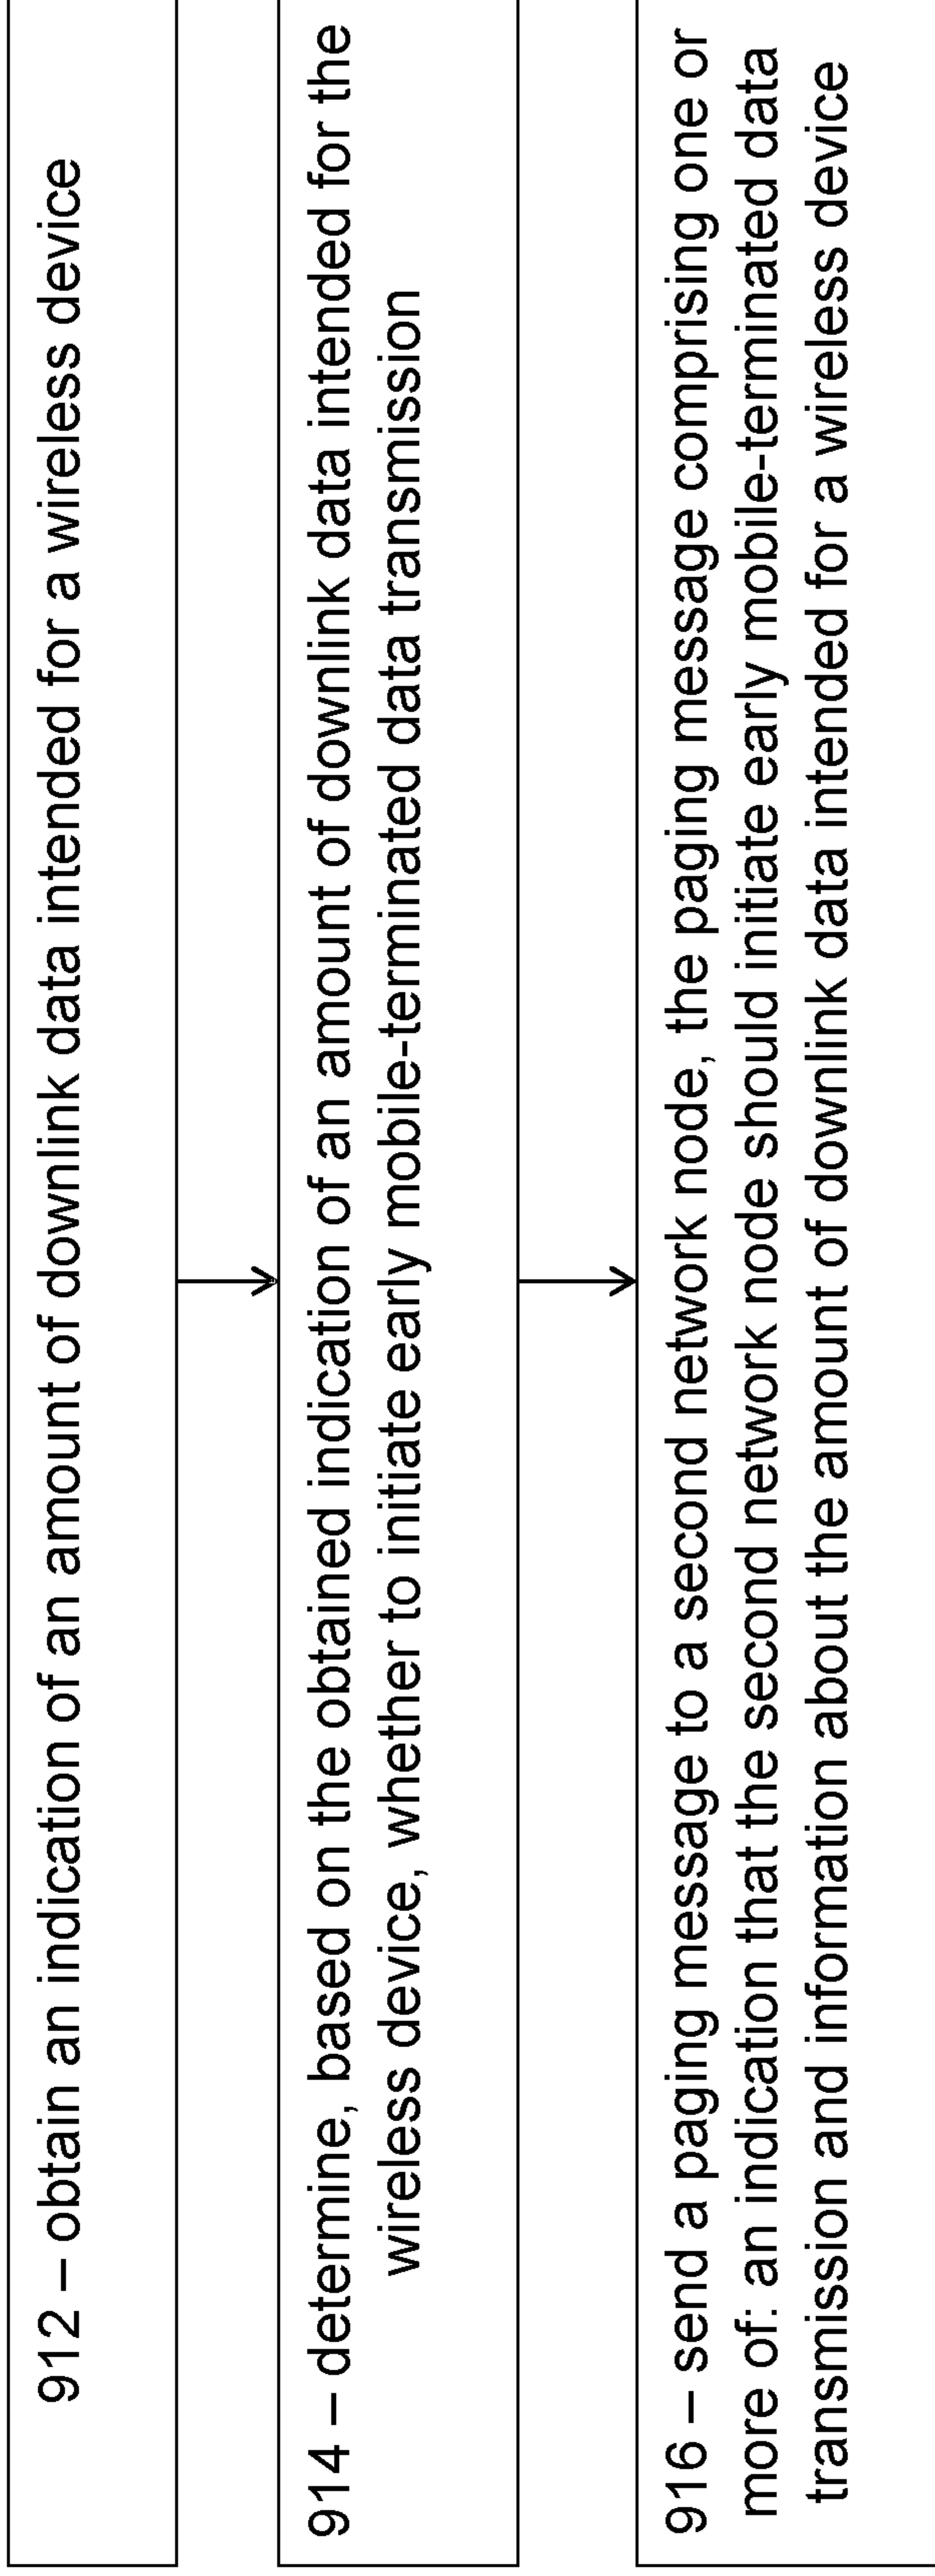 912 – obtain an indication of an amount of downlink data intended for a wireless device
914 – determine, based on the obtained indication of an amount of downlink data intended for the
wireless device, whether to initiate early mobile-terminated data transmission
916 – send a paging message to a second network node, the paging message comprising one or
more of: an indication that the second network node should initiate early mobile-terminated data
transmission and information about the amount of downlink data intended for a wireless device